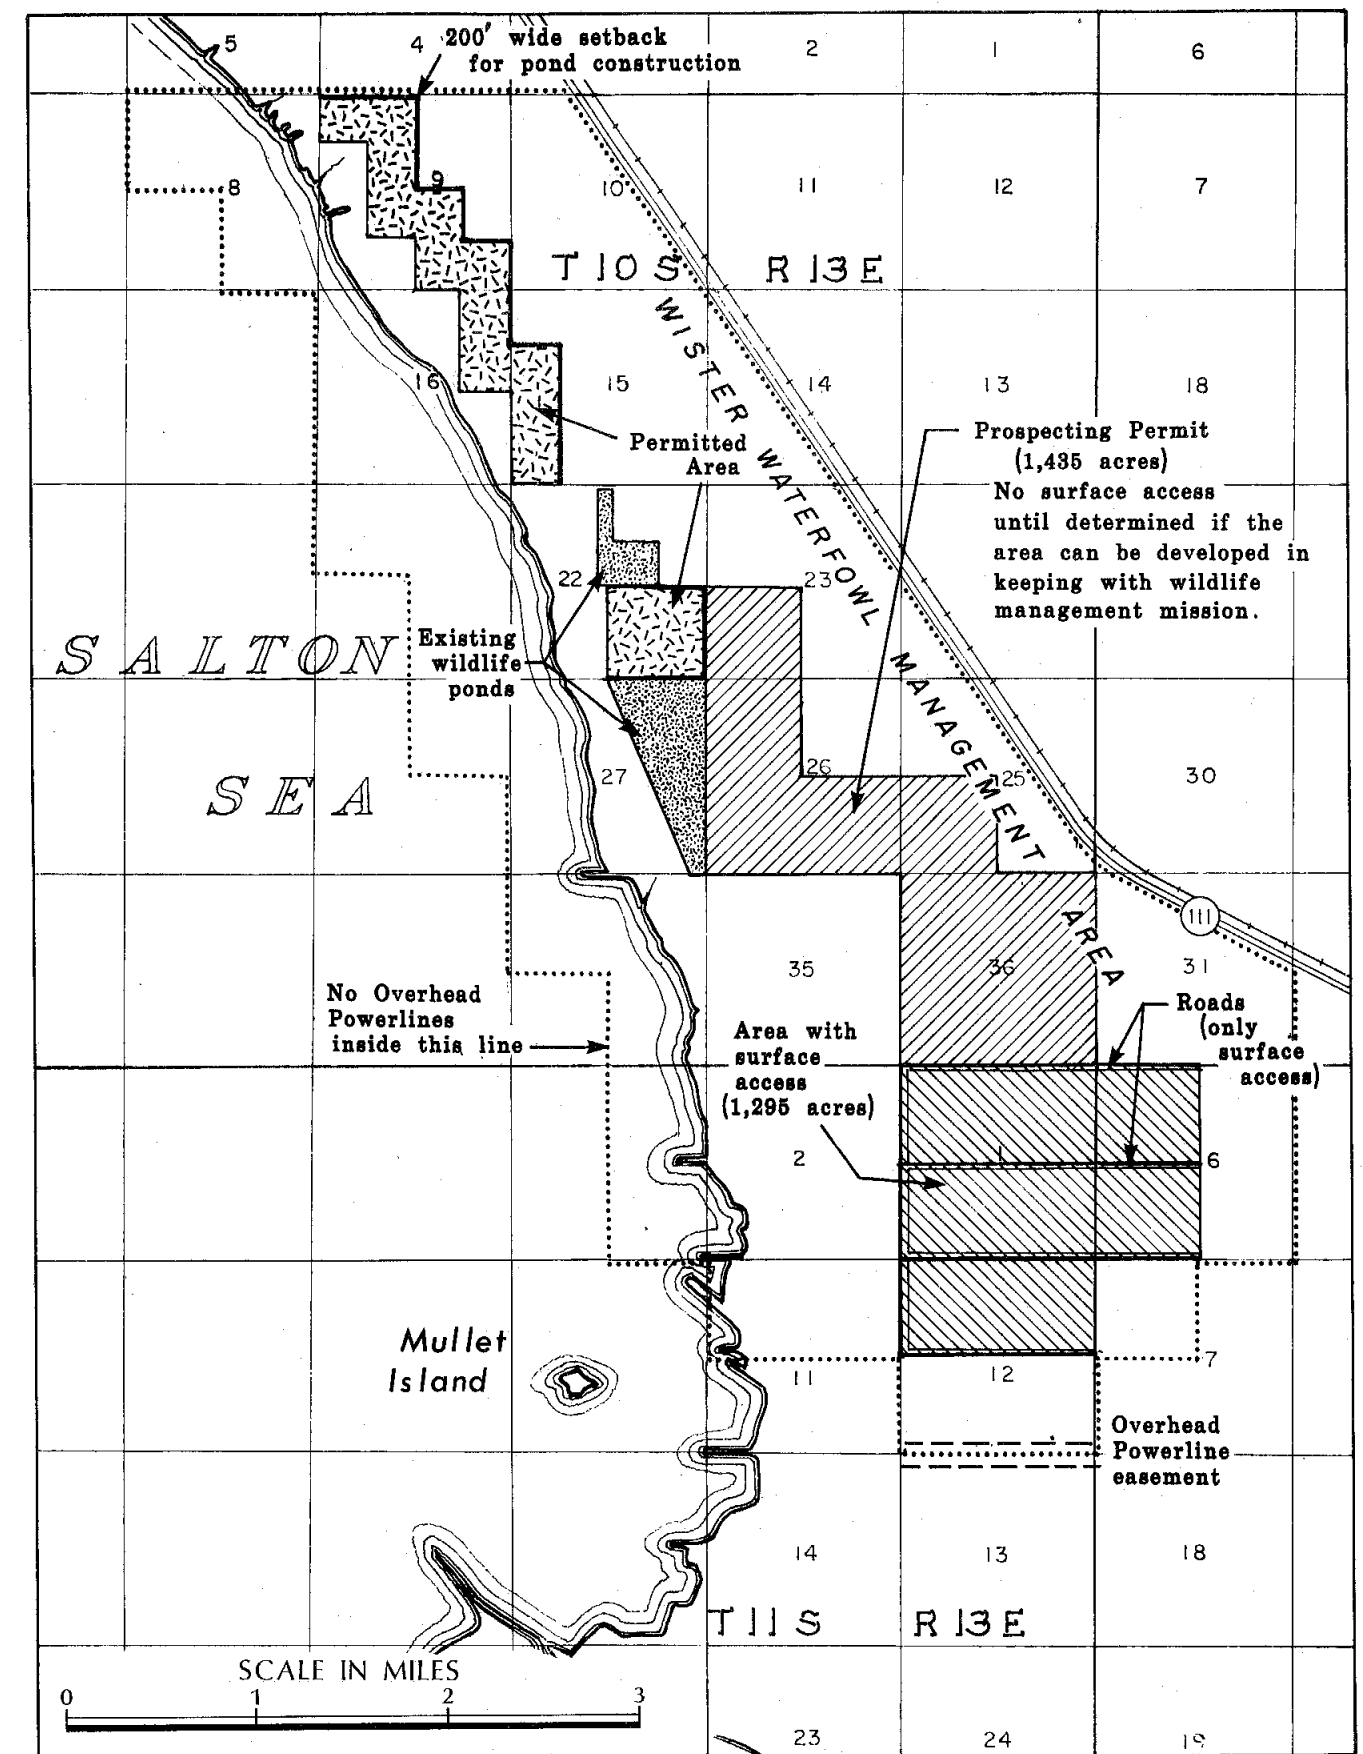 5
4
200' wide setback
for pond construction
2
1
6
8
9
10
11
12
7
T10S R13E
WISTER WATERFOWL MANAGEMENT AREA
16
15
14
13
18
Permitted
Area
Prospecting Permit
(1,435 acres)
No surface access
until determined if the
area can be developed in
keeping with wildlife
management mission.
22
23
SALTON
SEA
Existing
wildlife
ponds
27
26
25
30
111
35
36
31
No Overhead
Powerlines
inside this line
Area with
surface
access
(1,295 acres)
Roads
(only
surface
access)
2
1
6
Mullet
Island
11
12
7
Overhead
Powerline
easement
14
13
18
T11S R13E
SCALE IN MILES
0 1 2 3
23
24
19